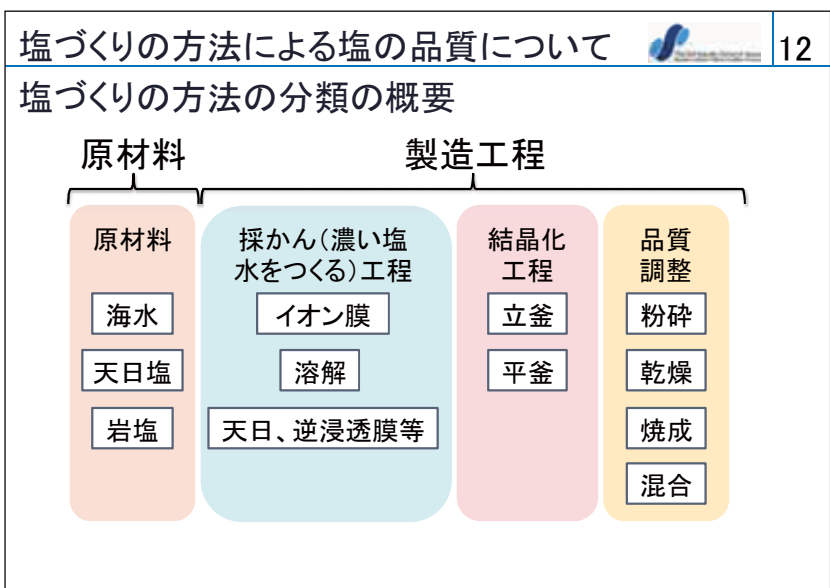 塩づくりの方法による塩の品質について
12
塩づくりの方法の分類の概要
原材料
製造工程
原材料
海水
天日塩
岩塩
採かん（濃い塩
水をつくる）工程
イオン膜
溶解
天日、逆浸透膜等
結晶化
工程
立釜
平釜
品質
調整
粉砕
乾燥
焼成
混合